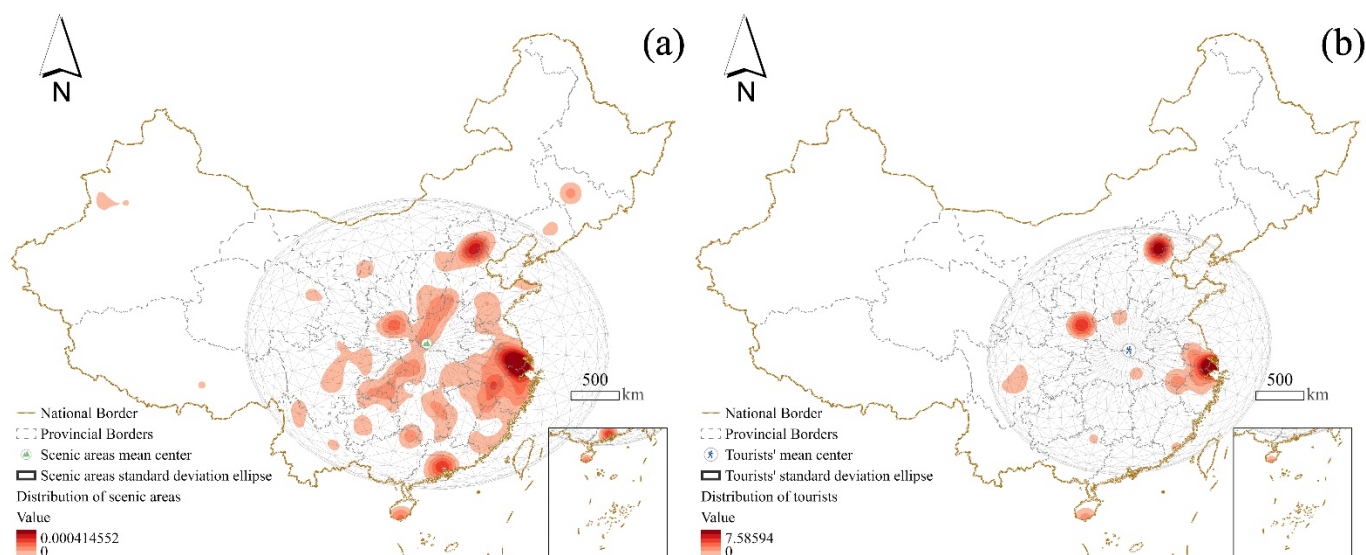 (a)
N
500
km
National Border
Provincial Borders
Scenic areas mean center
Scenic areas standard deviation ellipse
Distribution of scenic areas
Value
0.000414552
0
(b)
N
500
km
National Border
Provincial Borders
Tourists' mean center
Tourists' standard deviation ellipse
Distribution of tourists
Value
7.58594
0